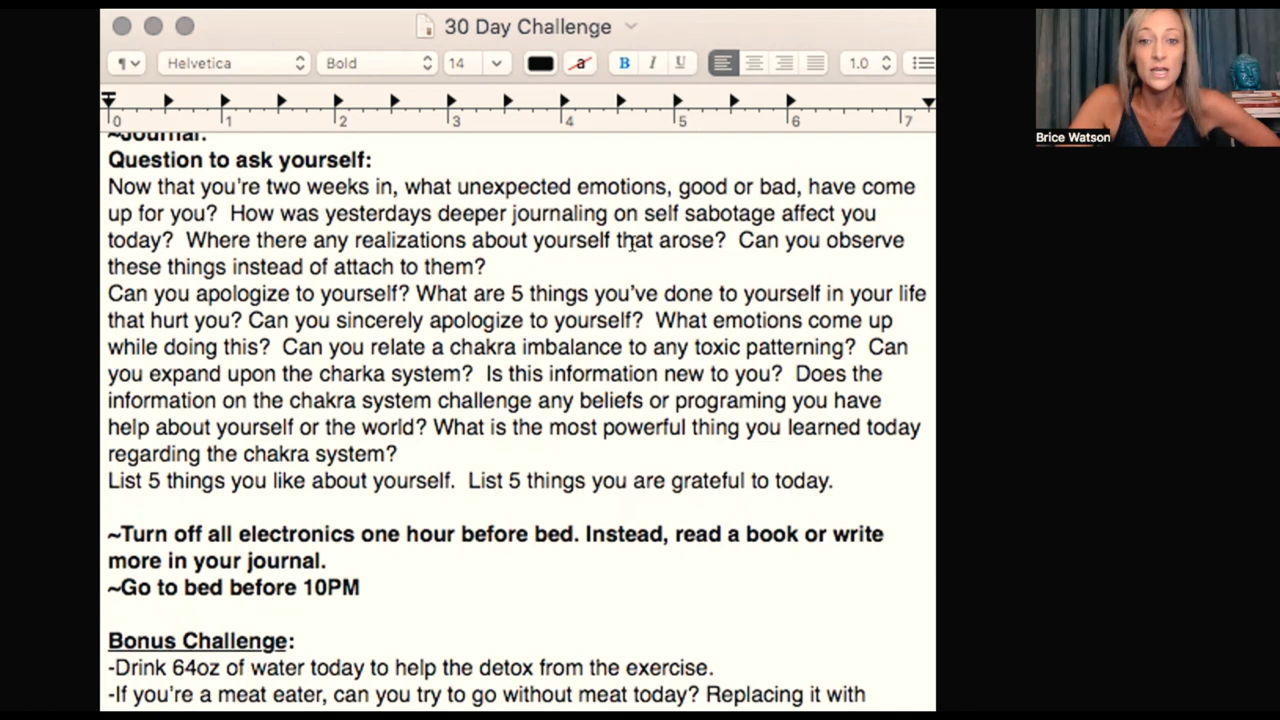 30 Day Challenge
Helvetica Bold 14 a B I U 1.0
0 1 2 3 4 5 6 7
~Journal:
Question to ask yourself:
Now that you're two weeks in, what unexpected emotions, good or bad, have come
up for you?  How was yesterdays deeper journaling on self sabotage affect you
today?  Where there any realizations about yourself that arose?  Can you observe
these things instead of attach to them?
Can you apologize to yourself? What are 5 things you've done to yourself in your life
that hurt you? Can you sincerely apologize to yourself?  What emotions come up
while doing this?  Can you relate a chakra imbalance to any toxic patterning?  Can
you expand upon the charka system?  Is this information new to you?  Does the
information on the chakra system challenge any beliefs or programing you have
help about yourself or the world? What is the most powerful thing you learned today
regarding the chakra system?
List 5 things you like about yourself.  List 5 things you are grateful to today.
~Turn off all electronics one hour before bed. Instead, read a book or write
more in your journal.
~Go to bed before 10PM
Bonus Challenge:
-Drink 64oz of water today to help the detox from the exercise.
-If you're a meat eater, can you try to go without meat today? Replacing it with
Brice Watson